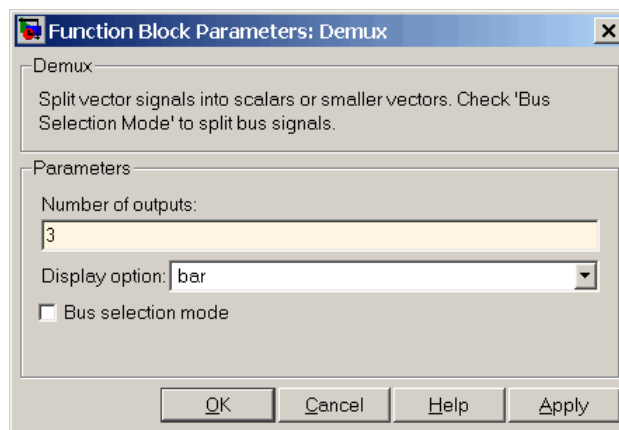 Function Block Parameters: Demux
Demux
Split vector signals into scalars or smaller vectors. Check 'Bus
Selection Mode' to split bus signals.
Parameters
Number of outputs:
3
Display option: bar
Bus selection mode
OK Cancel Help Apply